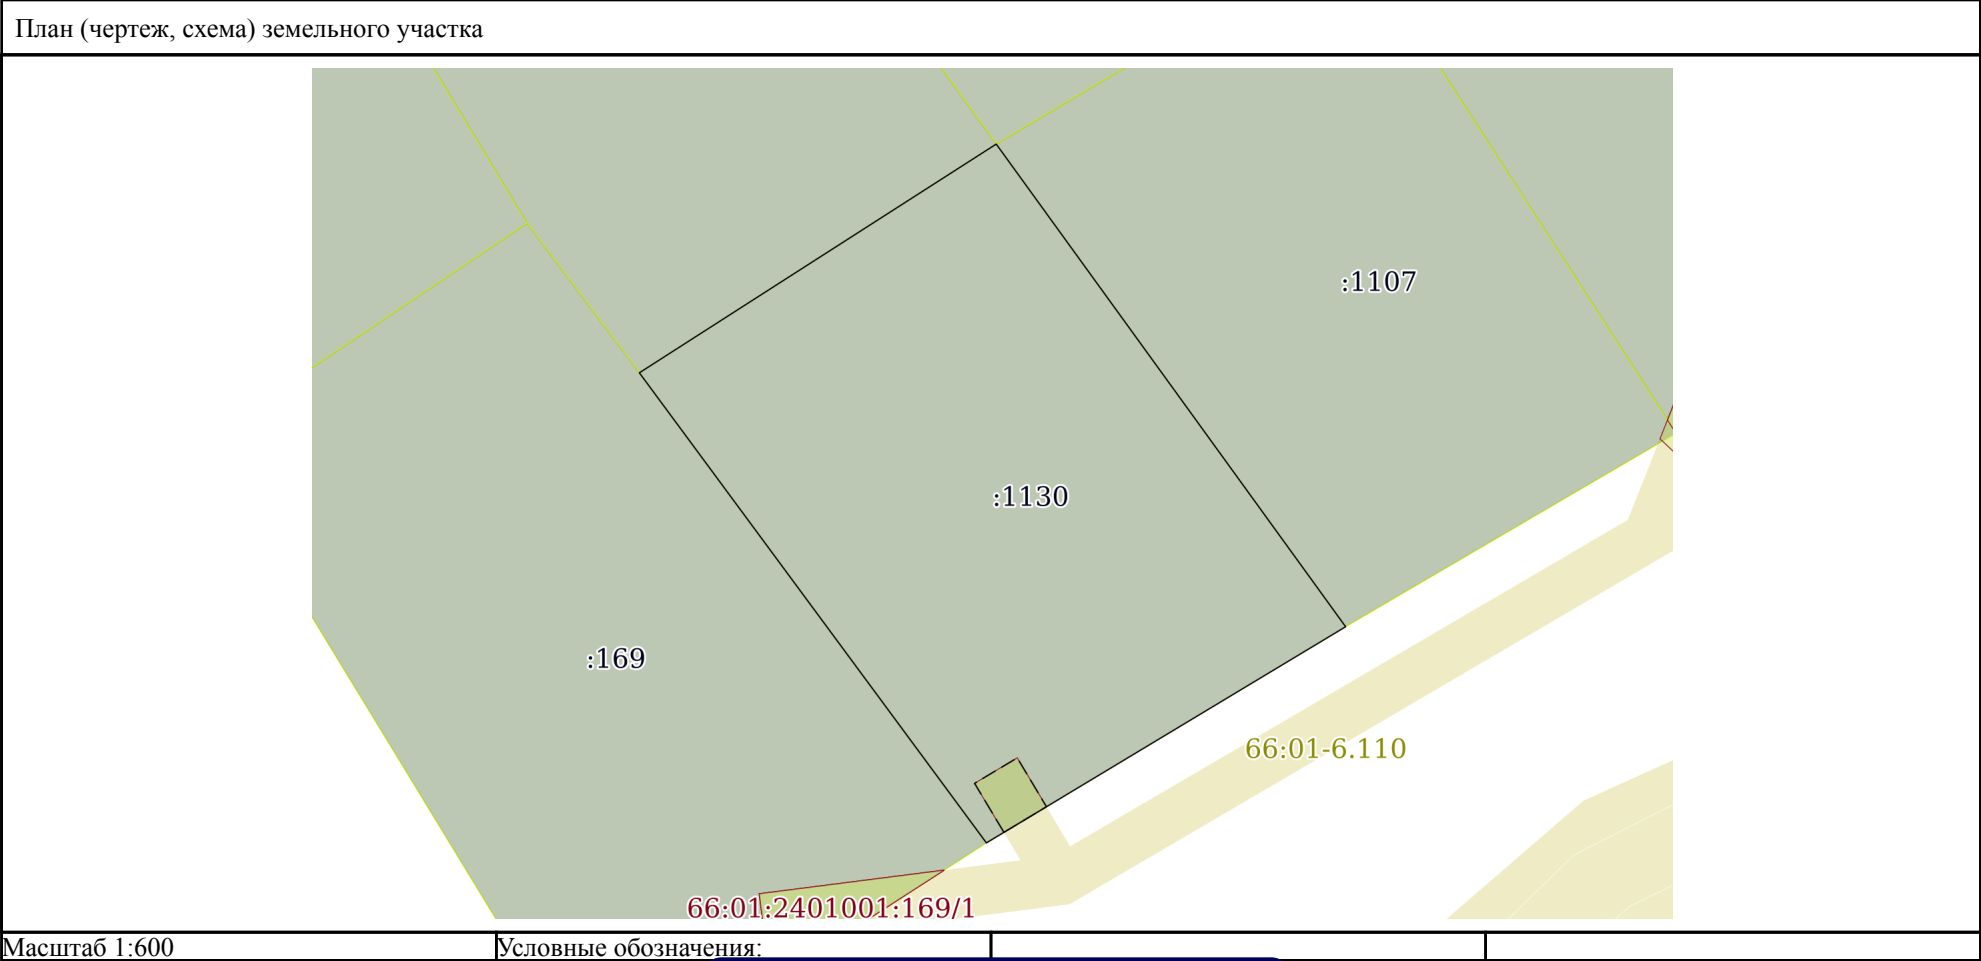 План (чертеж, схема) земельного участка
:1107
:1130
:169
66:01-6.110
66:01:2401001:169/1
Масштаб 1:600
Условные обозначения: